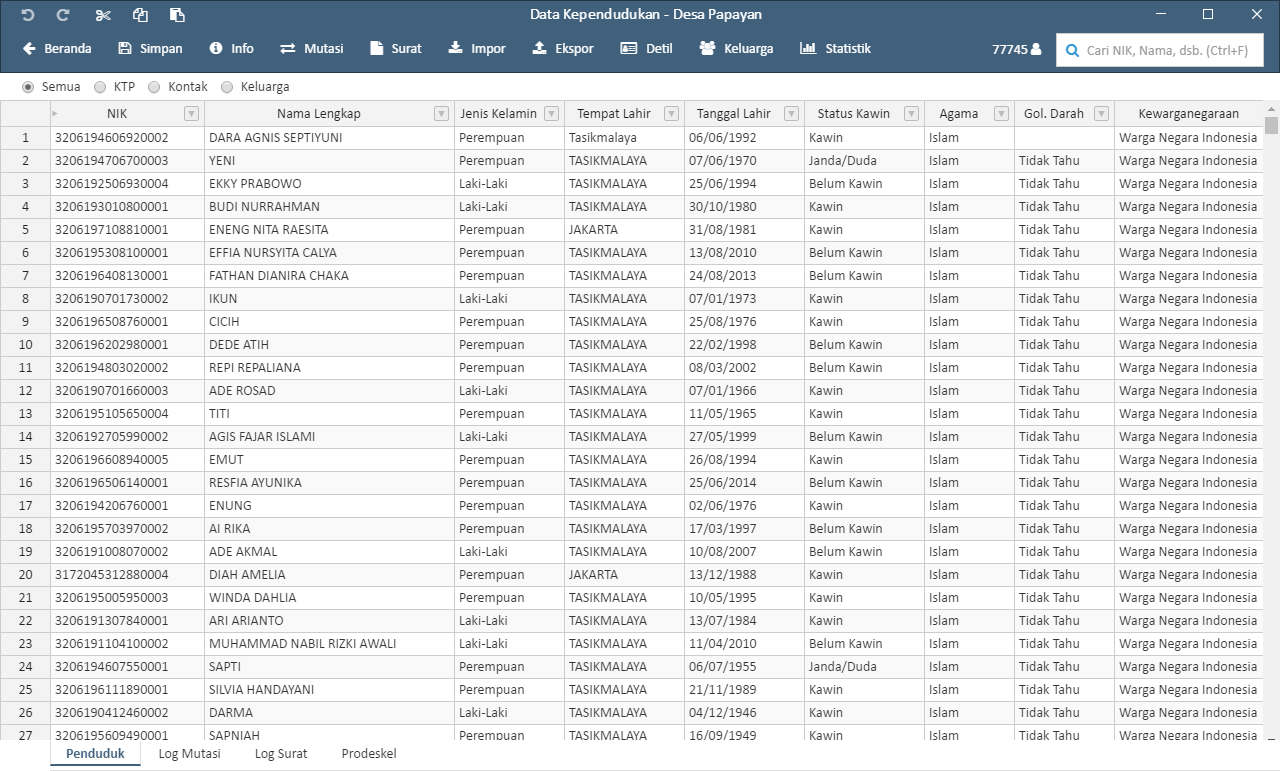 Data Kependudukan - Desa Papayan
Beranda Simpan Info Mutasi Surat Impor Ekspor Detil Keluarga Statistik 77745 Cari NIK, Nama, dsb. (Ctrl+F)
Semua KTP Kontak Keluarga
NIK Nama Lengkap Jenis Kelamin Tempat Lahir Tanggal Lahir Status Kawin Agama Gol. Darah Kewarganegaraan
1 3206194606920002 DARA AGNIS SEPTIYUNI Perempuan Tasikmalaya 06/06/1992 Kawin Islam Warga Negara Indonesia
2 3206194706700003 YENI Perempuan TASIKMALAYA 07/06/1970 Janda/Duda Islam Tidak Tahu Warga Negara Indonesia
3 3206192506930004 EKKY PRABOWO Laki-Laki TASIKMALAYA 25/06/1994 Belum Kawin Islam Tidak Tahu Warga Negara Indonesia
4 3206193010800001 BUDI NURRAHMAN Laki-Laki TASIKMALAYA 30/10/1980 Kawin Islam Tidak Tahu Warga Negara Indonesia
5 3206197108810001 ENENG NITA RAESITA Perempuan JAKARTA 31/08/1981 Kawin Islam Tidak Tahu Warga Negara Indonesia
6 3206195308100001 EFFIA NURSYITA CALYA Perempuan TASIKMALAYA 13/08/2010 Belum Kawin Islam Tidak Tahu Warga Negara Indonesia
7 3206196408130001 FATHAN DIANIRA CHAKA Perempuan TASIKMALAYA 24/08/2013 Belum Kawin Islam Tidak Tahu Warga Negara Indonesia
8 3206190701730002 IKUN Laki-Laki TASIKMALAYA 07/01/1973 Kawin Islam Tidak Tahu Warga Negara Indonesia
9 3206196508760001 CICIH Perempuan TASIKMALAYA 25/08/1976 Kawin Islam Tidak Tahu Warga Negara Indonesia
10 3206196202980001 DEDE ATIH Perempuan TASIKMALAYA 22/02/1998 Belum Kawin Islam Tidak Tahu Warga Negara Indonesia
11 3206194803020002 REPI REPALIANA Perempuan TASIKMALAYA 08/03/2002 Belum Kawin Islam Tidak Tahu Warga Negara Indonesia
12 3206190701660003 ADE ROSAD Laki-Laki TASIKMALAYA 07/01/1966 Kawin Islam Tidak Tahu Warga Negara Indonesia
13 3206195105650004 TITI Perempuan TASIKMALAYA 11/05/1965 Kawin Islam Tidak Tahu Warga Negara Indonesia
14 3206192705990002 AGIS FAJAR ISLAMI Laki-Laki TASIKMALAYA 27/05/1999 Belum Kawin Islam Tidak Tahu Warga Negara Indonesia
15 3206196608940005 EMUT Perempuan TASIKMALAYA 26/08/1994 Kawin Islam Tidak Tahu Warga Negara Indonesia
16 3206196506140001 RESFIA AYUNIKA Perempuan TASIKMALAYA 25/06/2014 Belum Kawin Islam Tidak Tahu Warga Negara Indonesia
17 3206194206760001 ENUNG Perempuan TASIKMALAYA 02/06/1976 Kawin Islam Tidak Tahu Warga Negara Indonesia
18 3206195703970002 AI RIKA Perempuan TASIKMALAYA 17/03/1997 Belum Kawin Islam Tidak Tahu Warga Negara Indonesia
19 3206191008070002 ADE AKMAL Laki-Laki TASIKMALAYA 10/08/2007 Belum Kawin Islam Tidak Tahu Warga Negara Indonesia
20 3172045312880004 DIAH AMELIA Perempuan JAKARTA 13/12/1988 Kawin Islam Tidak Tahu Warga Negara Indonesia
21 3206195005950003 WINDA DAHLIA Perempuan TASIKMALAYA 10/05/1995 Kawin Islam Tidak Tahu Warga Negara Indonesia
22 3206191307840001 ARI ARIANTO Laki-Laki TASIKMALAYA 13/07/1984 Kawin Islam Tidak Tahu Warga Negara Indonesia
23 3206191104100002 MUHAMMAD NABIL RIZKI AWALI Laki-Laki TASIKMALAYA 11/04/2010 Belum Kawin Islam Tidak Tahu Warga Negara Indonesia
24 3206194607550001 SAPTI Perempuan TASIKMALAYA 06/07/1955 Janda/Duda Islam Tidak Tahu Warga Negara Indonesia
25 3206196111890001 SILVIA HANDAYANI Perempuan TASIKMALAYA 21/11/1989 Kawin Islam Tidak Tahu Warga Negara Indonesia
26 3206190412460002 DARMA Laki-Laki TASIKMALAYA 04/12/1946 Kawin Islam Tidak Tahu Warga Negara Indonesia
27 3206195609490001 SAPNIAH Perempuan TASIKMALAYA 16/09/1949 Kawin Islam Tidak Tahu Warga Negara Indonesia
Penduduk Log Mutasi Log Surat Prodeskel